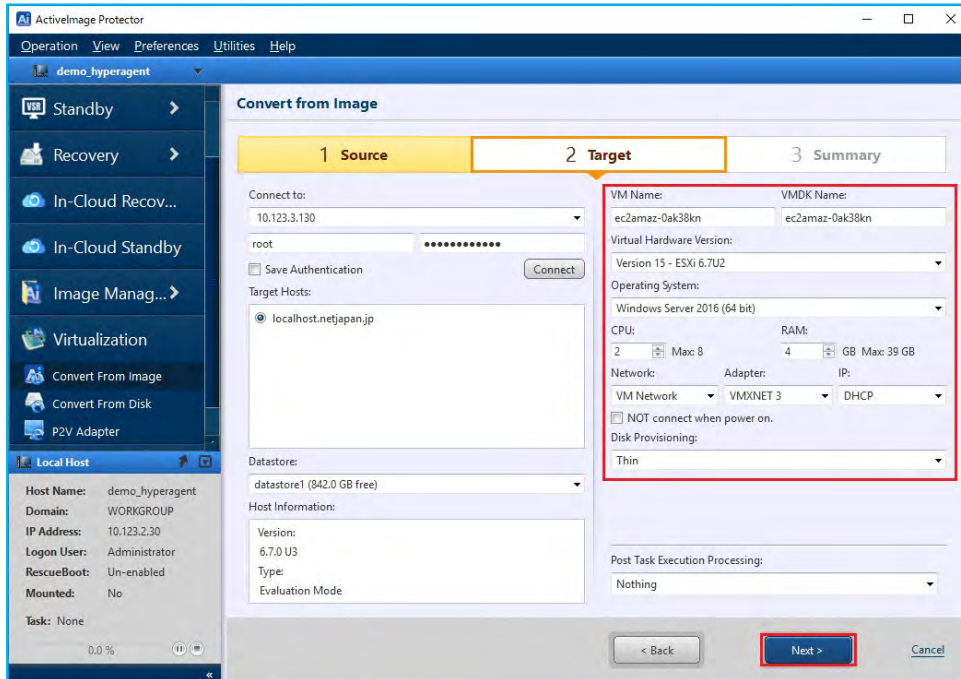 ActiveImage Protector
Operation View Preferences Utilities Help
demo_hyperagent
Standby
Recovery
In-Cloud Recov...
In-Cloud Standby
Image Manag...
Virtualization
Convert From Image
Convert From Disk
P2V Adapter
Local Host
Host Name: demo_hyperagent
Domain: WORKGROUP
IP Address: 10.123.2.30
Logon User: Administrator
RescueBoot: Un-enabled
Mounted: No
Task: None
0.0 %
Convert from Image
1 Source
2 Target
3 Summary
Connect to:
10.123.3.130
root ••••••••••••
Save Authentication
Connect
Target Hosts:
localhost.netjapan.jp
Datastore:
datastore1 (842.0 GB free)
Host Information:
Version:
6.7.0 U3
Type:
Evaluation Mode
VM Name: VMDK Name:
ec2amaz-0ak38kn ec2amaz-0ak38kn
Virtual Hardware Version:
Version 15 - ESXi 6.7U2
Operating System:
Windows Server 2016 (64 bit)
CPU: RAM:
2 Max: 8 4 GB Max: 39 GB
Network: Adapter: IP:
VM Network VMXNET 3 DHCP
NOT connect when power on.
Disk Provisioning:
Thin
Post Task Execution Processing:
Nothing
< Back Next > Cancel